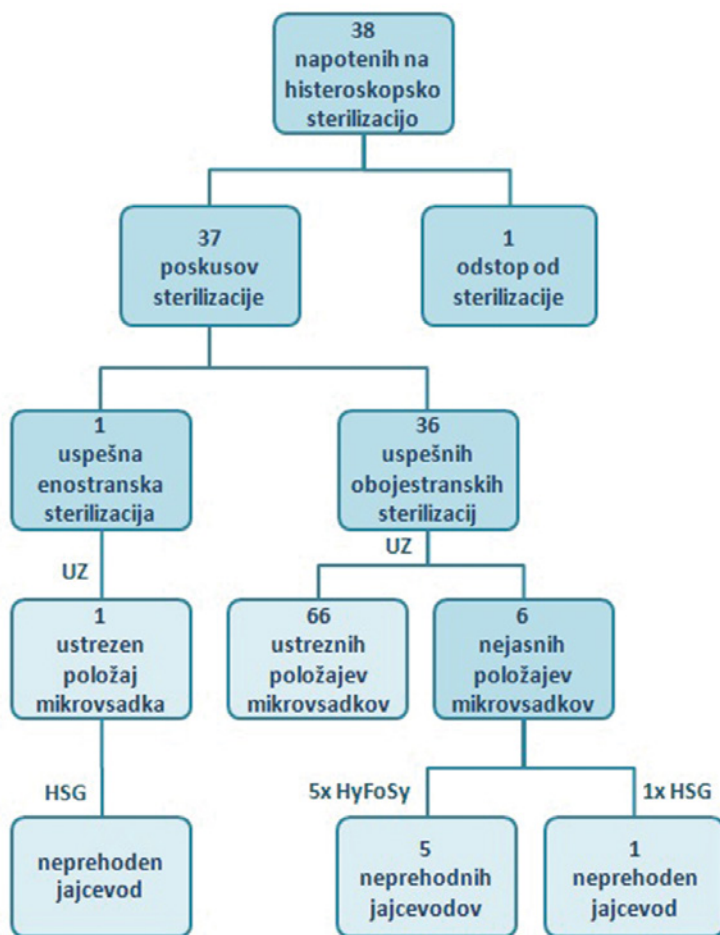 38
napotenih na
histeroskopsko
sterilizacijo
37
poskusov
sterilizacije
1
odstop od
sterilizacije
1
uspešna
enostranska
sterilizacija
36
uspešnih
obojestranskih
sterilizacij
UZ
UZ
1
ustrezen
položaj
mikrovsadka
66
ustreznih
položajev
mikrovsadkov
6
nejasnih
položajev
mikrovsadkov
HSG
5x HyFoSy
1x HSG
neprehoden
jajcevod
5
neprehodnih
jajcevodov
1
neprehoden
jajcevod